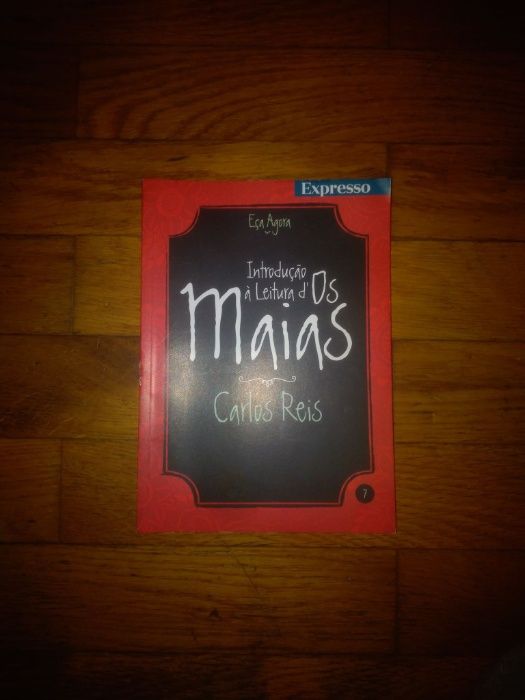 Expresso
Eça Agora
Introdução
à Leitura d'Os
Maias
Carlos Reis
7